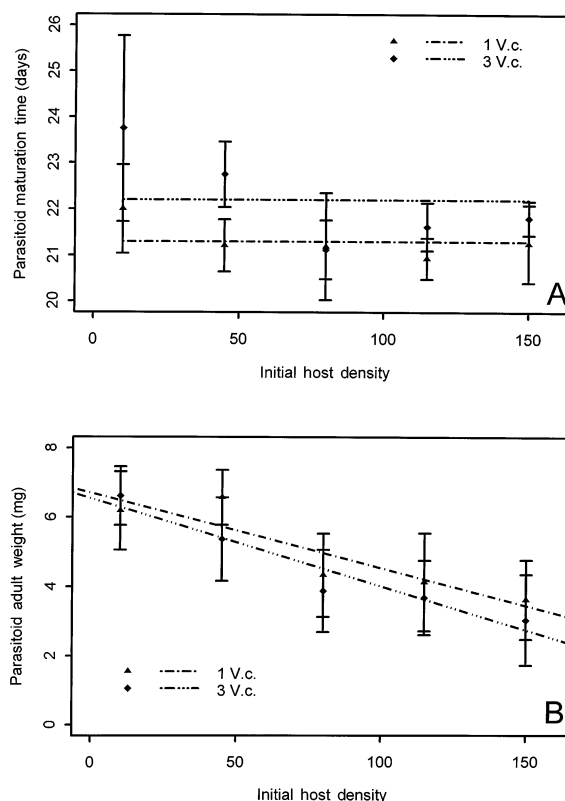 26
25
24
23
22
21
20
Parasitoid maturation time (days)
1 V.c.
3 V.c.
A
0
50
100
150
Initial host density
8
6
4
2
0
Parasitoid adult weight (mg)
1 V.c.
3 V.c.
B
0
50
100
150
Initial host density